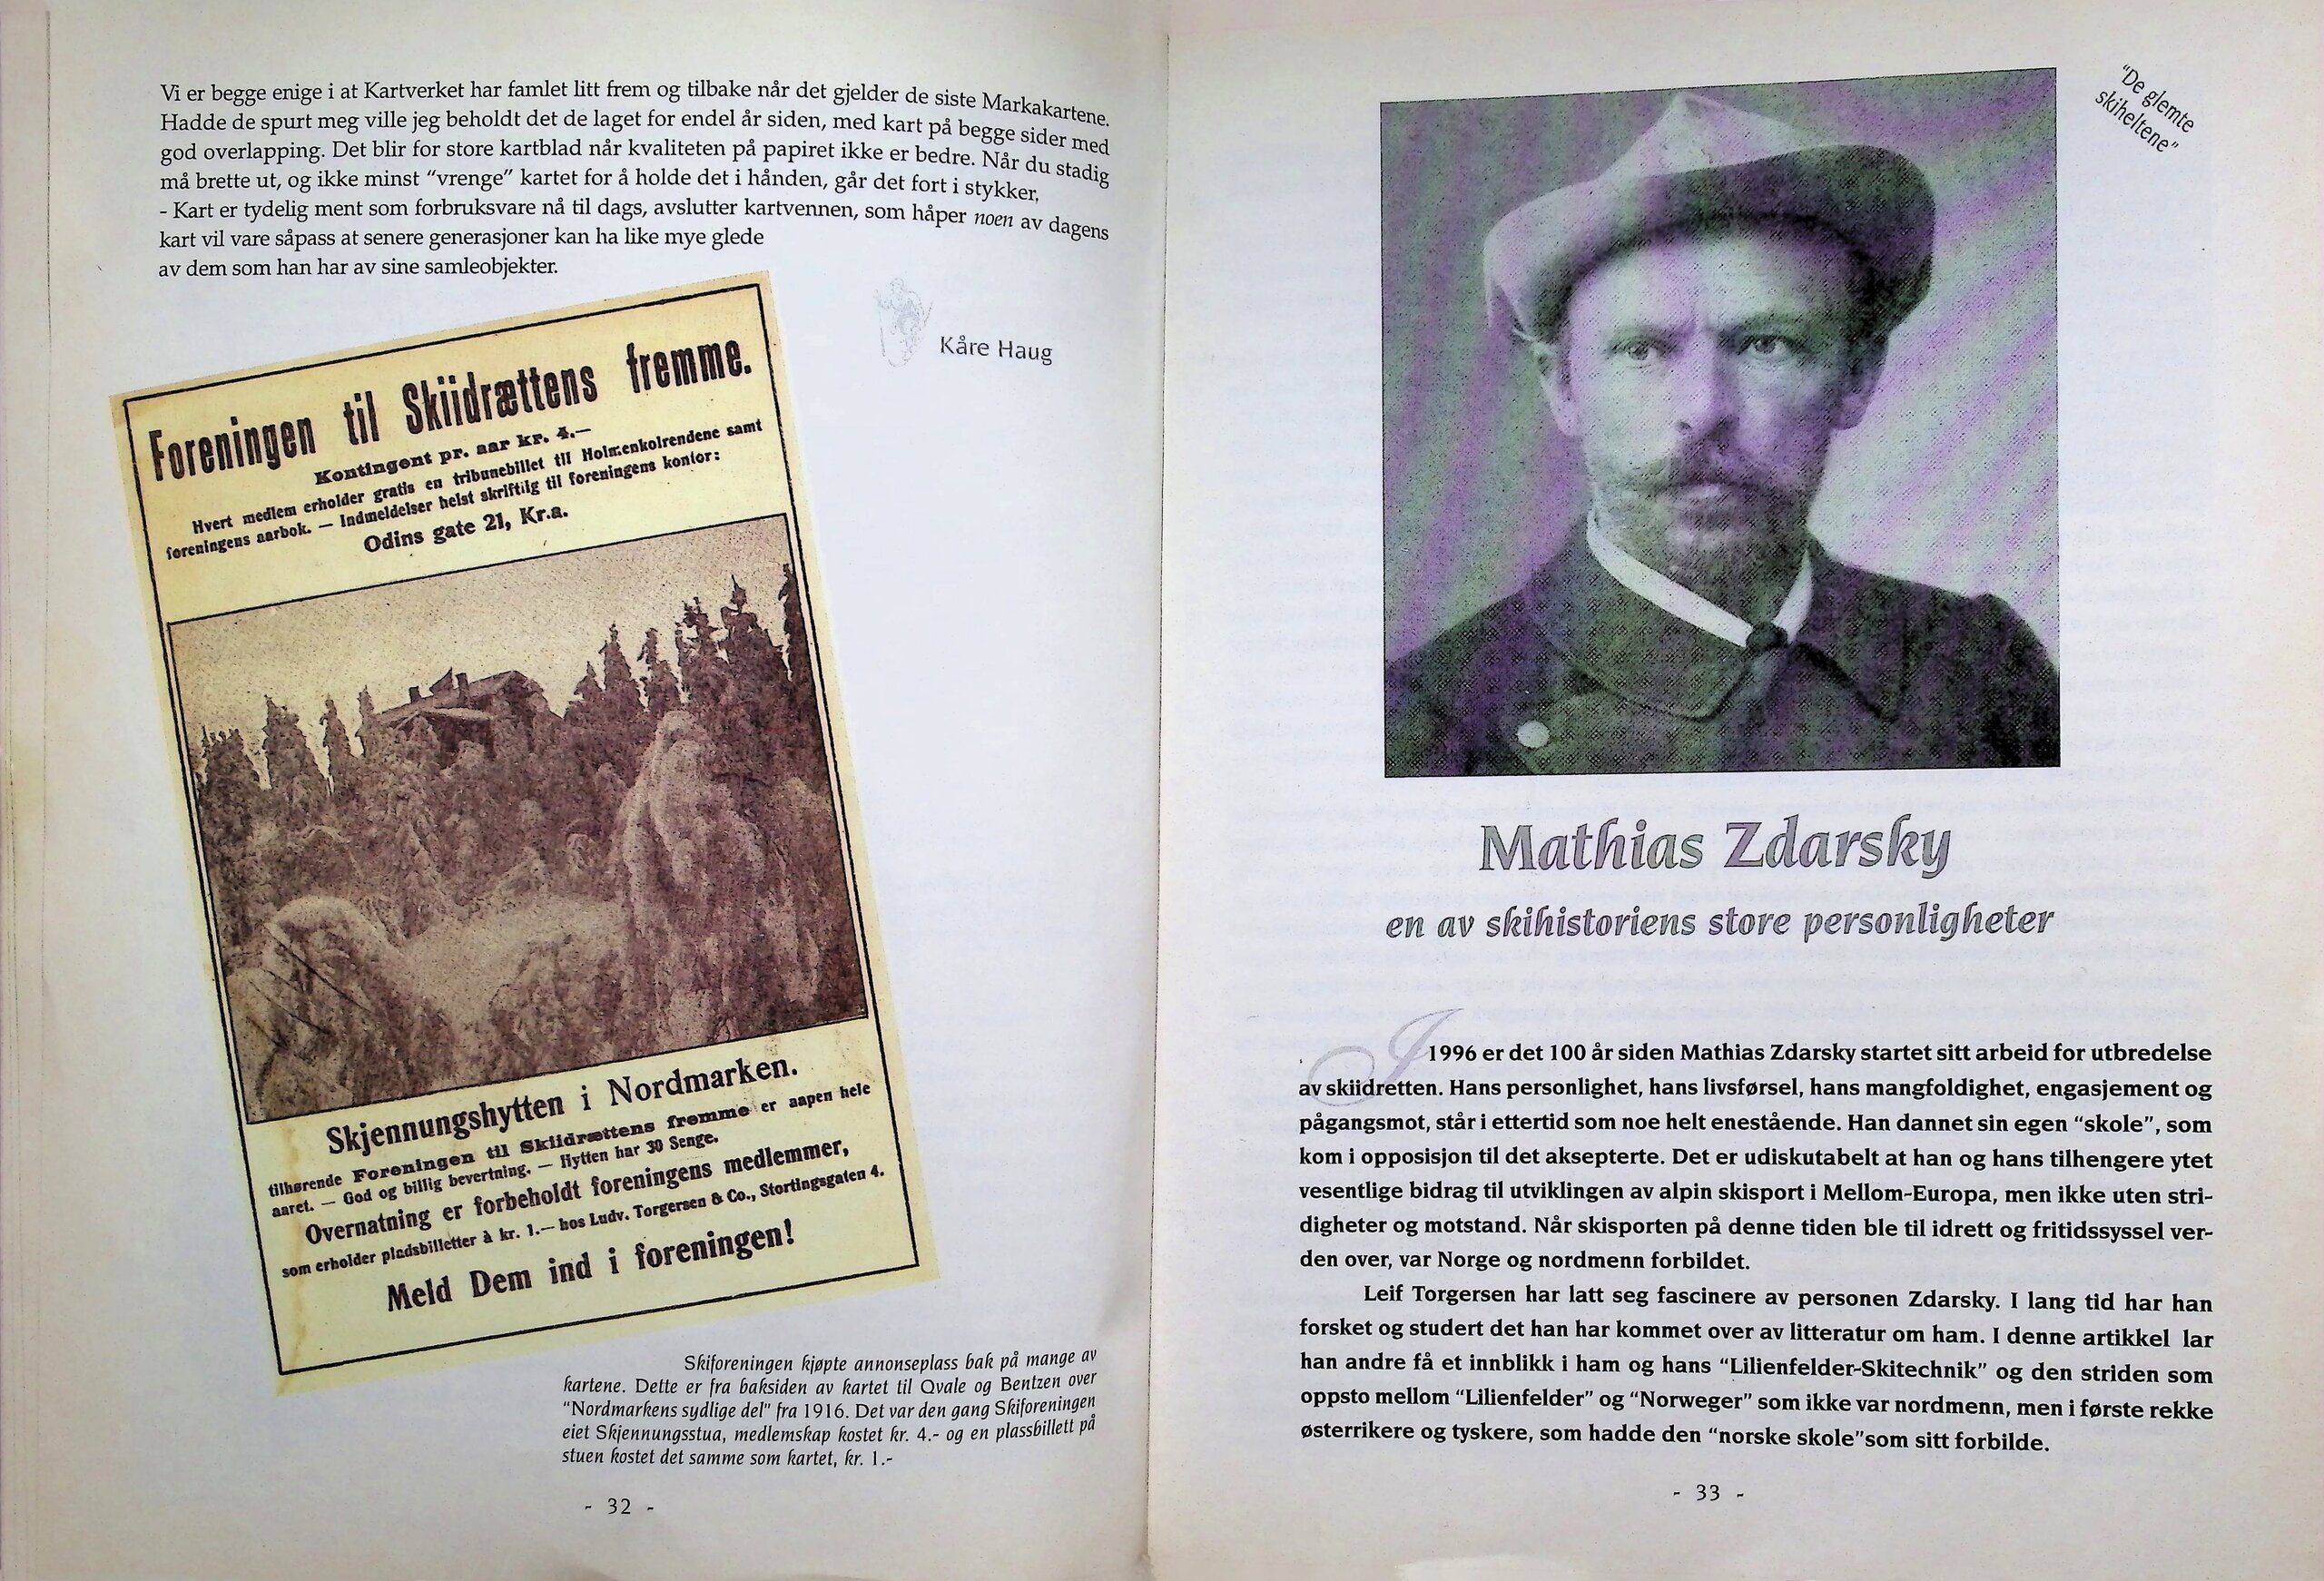 Vi er begge enige i at Kartverket har famlet litt frem og tilbake når det gjelder de siste Markakartene.
Hadde de spurt meg ville jeg beholdt det de laget for endel år siden, med kart på begge sider med
god overlapping. Det blir for store kartblad når kvaliteten på papiret ikke er bedre. Når du stadig
må brette ut, og ikke minst “vrenge” kartet for å holde det i hånden, går det fort i stykker,
- Kart er tydelig ment som forbruksvare nå til dags, avslutter kartvennen, som håper noen av dagens
kart vil vare såpass at senere generasjoner kan ha like mye glede
av dem som han har av sine samleobjekter.
Kåre Haug
Foreningen til Skiidrættens fremme.
Kontingent pr. aar kr. 4.—
Hvert medlem erholder gratis en tribunebillet til Holmenkolrendene samt
foreningens aarbok. — Indmeldelser helst skriftlig til foreningens kontor:
Odins gate 21, Kr.a.
Skjennungshytten i Nordmarken.
tilhørende Foreningen til Skiidrættens fremme er aapen hele
aaret. — God og billig bevertning. — Hytten har 30 Senge.
Overnatning er forbeholdt foreningens medlemmer,
som erholder pladsbilletter à kr. 1.— hos Ludv. Torgersen & Co., Stortingsgaten 4.
Meld Dem ind i foreningen!
Skiforeningen kjøpte annonseplass bak på mange av
kartene. Dette er fra baksiden av kartet til Qvale og Bentzen over
“Nordmarkens sydlige del” fra 1916. Det var den gang Skiforeningen
eiet Skjennungsstua, medlemskap kostet kr. 4.- og en plassbillett på
stuen kostet det samme som kartet, kr. 1.-
- 32 -
“De glemte
skiheltene”
Mathias Zdarsky
en av skihistoriens store personligheter
I 1996 er det 100 år siden Mathias Zdarsky startet sitt arbeid for utbredelse
av skiidretten. Hans personlighet, hans livsførsel, hans mangfoldighet, engasjement og
pågangsmot, står i ettertid som noe helt enestående. Han dannet sin egen “skole”, som
kom i opposisjon til det aksepterte. Det er udiskutabelt at han og hans tilhengere ytet
vesentlige bidrag til utviklingen av alpin skisport i Mellom-Europa, men ikke uten stri-
digheter og motstand. Når skisporten på denne tiden ble til idrett og fritidssyssel ver-
den over, var Norge og nordmenn forbildet.
Leif Torgersen har latt seg fascinere av personen Zdarsky. I lang tid har han
forsket og studert det han har kommet over av litteratur om ham. I denne artikkel lar
han andre få et innblikk i ham og hans “Lilienfelder-Skitechnik” og den striden som
oppsto mellom “Lilienfelder” og “Norweger” som ikke var nordmenn, men i første rekke
østerrikere og tyskere, som hadde den “norske skole”som sitt forbilde.
- 33 -